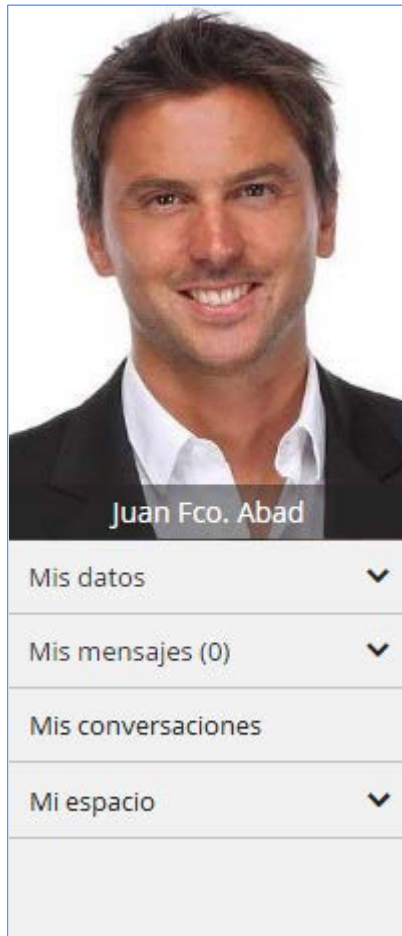 Juan Fco. Abad
Mis datos
Mis mensajes (0)
Mis conversaciones
Mi espacio